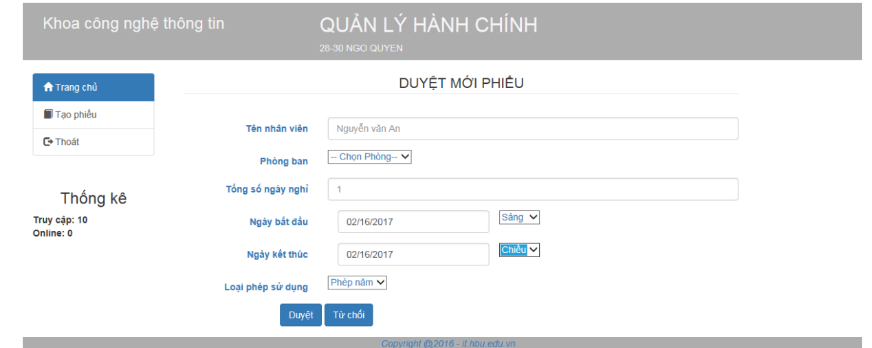 Khoa công nghệ thông tin
QUẢN LÝ HÀNH CHÍNH
28-30 NGO QUYEN
Trang chủ
Tạo phiếu
Thoát
Thống kê
Truy cập: 10
Online: 0
DUYỆT MỚI PHIẾU
Tên nhân viên Nguyễn văn An
Phòng ban -- Chọn Phòng--
Tổng số ngày nghỉ 1
Ngày bắt đầu 02/16/2017 Sáng
Ngày kết thúc 02/16/2017 Chiều
Loại phép sử dụng Phép năm
Duyệt Từ chối
Copyright @2016 - it.hbu.edu.vn